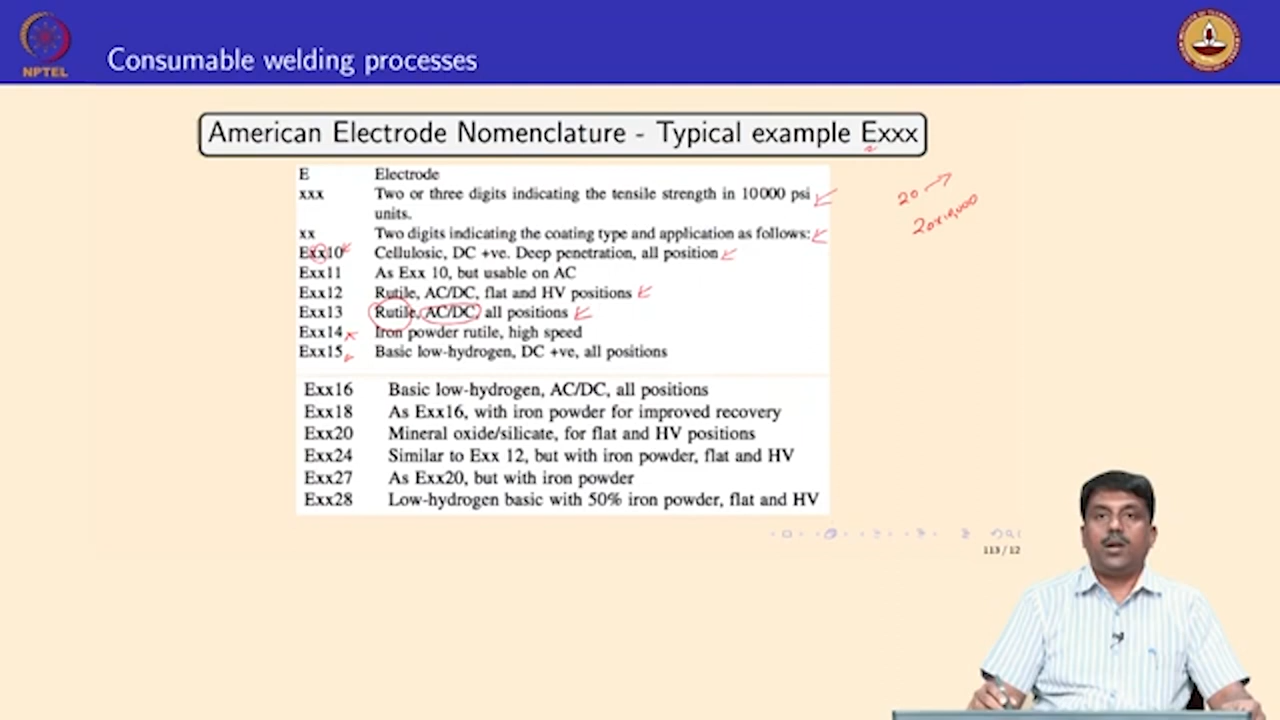 NPTEL
Consumable welding processes
American Electrode Nomenclature - Typical example Exxx
E Electrode
xxx Two or three digits indicating the tensile strength in 10000 psi
units.
xx Two digits indicating the coating type and application as follows:
Exx10 Cellulosic, DC +ve. Deep penetration, all position
Exx11 As Exx 10, but usable on AC
Exx12 Rutile, AC/DC, flat and HV positions
Exx13 Rutile, AC/DC, all positions
Exx14 Iron powder rutile, high speed
Exx15 Basic low-hydrogen, DC +ve, all positions
Exx16 Basic low-hydrogen, AC/DC, all positions
Exx18 As Exx16, with iron powder for improved recovery
Exx20 Mineral oxide/silicate, for flat and HV positions
Exx24 Similar to Exx 12, but with iron powder, flat and HV
Exx27 As Exx20, but with iron powder
Exx28 Low-hydrogen basic with 50% iron powder, flat and HV
20
20x10,000
113 / 12